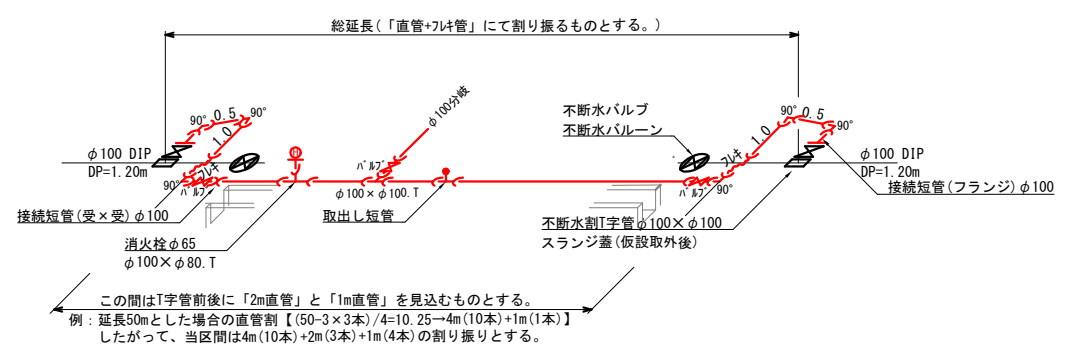 総延長(「直管+フレキ管」にて割り振るものとする。)
90° 0.5 90°
1.0
フレキ
φ100 DIP
DP=1.20m
90°
バルブ
接続短管(受×受)φ100
消火栓φ65
φ100×φ80.T
φ100分岐
バルブ
φ100×φ100.T
取出し短管
不断水バルブ
不断水バルーン
90° 0.5
90°
1.0
フレキ
バルブ
90°
φ100 DIP
DP=1.20m
接続短管(フランジ)φ100
不断水割T字管φ100×φ100
スランジ蓋(仮設取外後)
この間はT字管前後に「2m直管」と「1m直管」を見込むものとする。
例：延長50mとした場合の直管割【(50-3×3本)/4=10.25→4m(10本)+1m(1本)】
したがって、当区間は4m(10本)+2m(3本)+1m(4本)の割り振りとする。